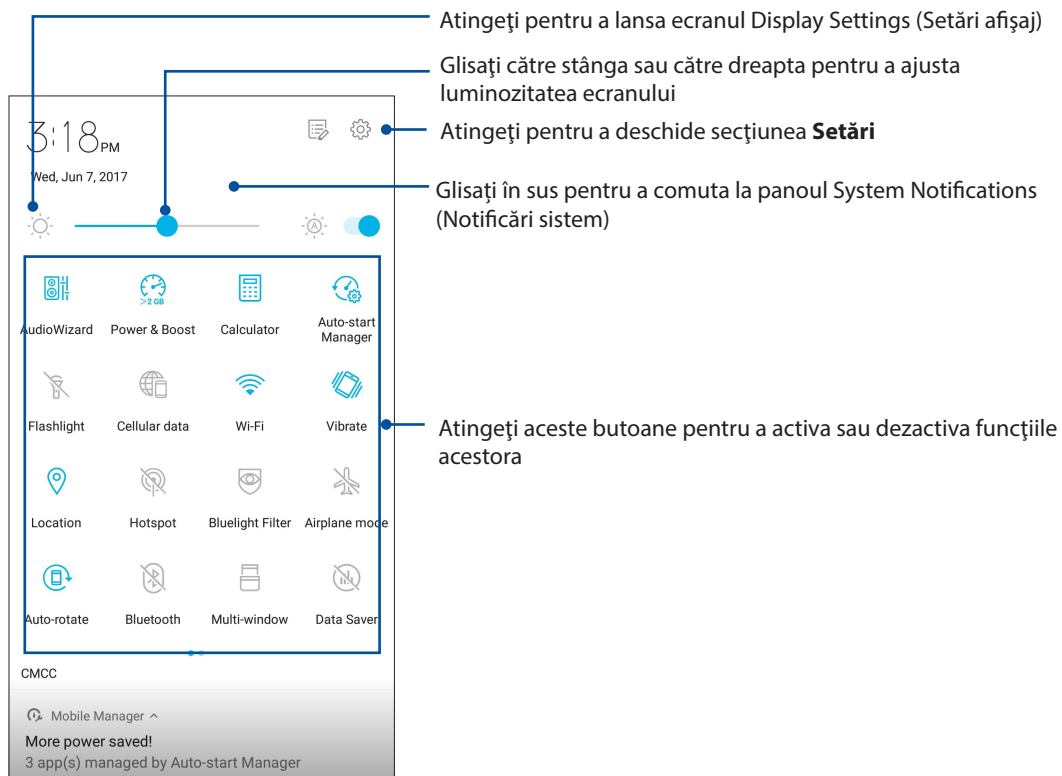 Atingeţi pentru a lansa ecranul Display Settings (Setări afişaj)
Glisaţi către stânga sau către dreapta pentru a ajusta
luminozitatea ecranului
Atingeţi pentru a deschide secţiunea Setări
Glisați în sus pentru a comuta la panoul System Notifications
(Notificări sistem)
3:18PM
Wed, Jun 7, 2017
A
>2 GB
AudioWizard Power & Boost Calculator Auto-start
Manager
Flashlight Cellular data Wi-Fi Vibrate
Atingeţi aceste butoane pentru a activa sau dezactiva funcţiile
acestora
Location Hotspot Bluelight Filter Airplane mode
Auto-rotate Bluetooth Multi-window Data Saver
CMCC
Mobile Manager
More power saved!
3 app(s) managed by Auto-start Manager